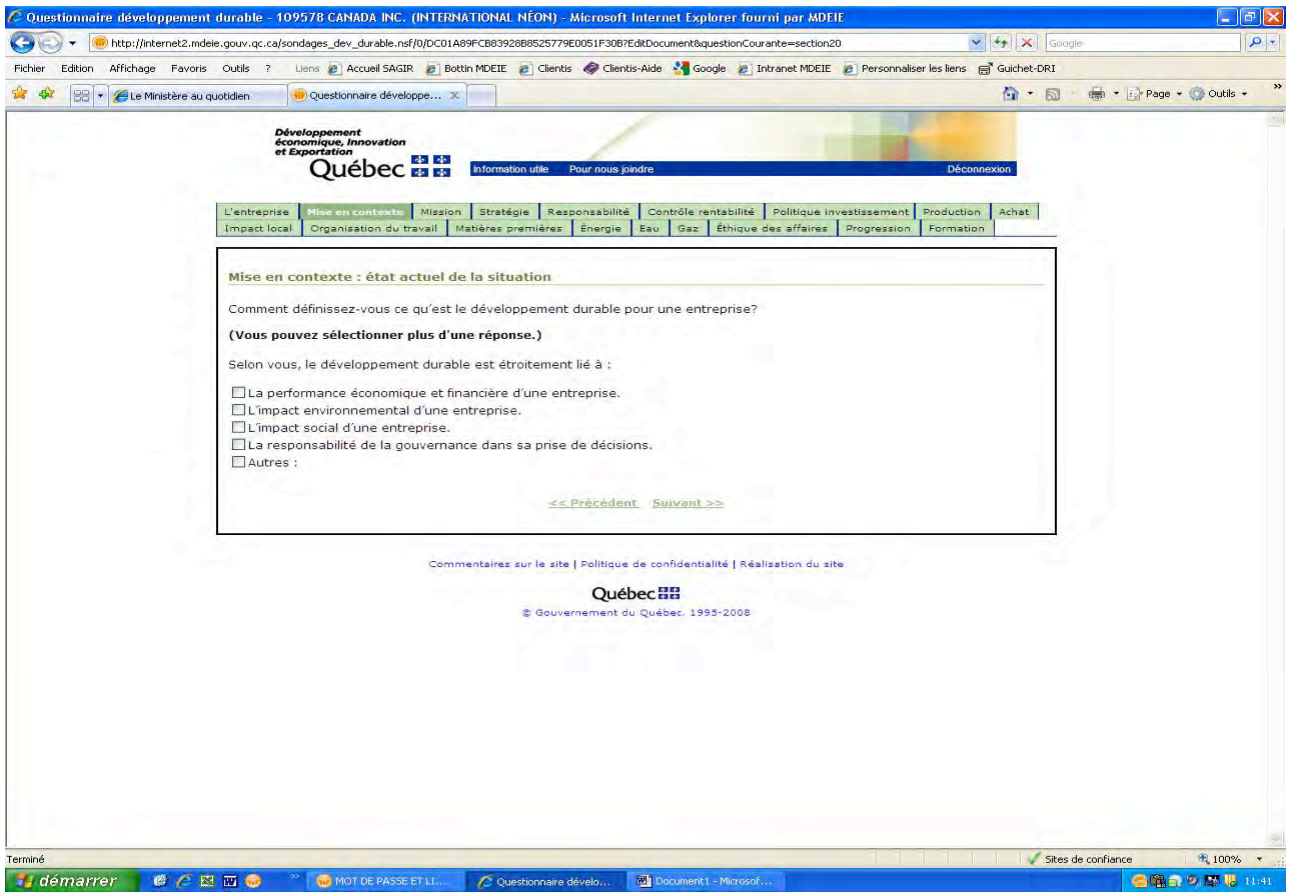 Questionnaire développement durable - 109578 CANADA INC. (INTERNATIONAL NÉON) - Microsoft Internet Explorer fourni par MDEIE
http://internet2.mdeie.gouv.qc.ca/sondages_dev_durable.nsf/0/DC01A89FCB83928B8525779E0051F30B?EditDocument&questionCourante=section20
Google
Fichier Edition Affichage Favoris Outils ? Liens Accueil SAGIR Bottin MDEIE Clientis Clientis-Aide Google Intranet MDEIE Personnaliser les liens Guichet-DRI
Le Ministère au quotidien Questionnaire développe... Page Outils
Développement
économique, Innovation
et Exportation
Québec
Information utile Pour nous joindre Déconnexion
L'entreprise Mise en contexte Mission Stratégie Responsabilité Contrôle rentabilité Politique investissement Production Achat
Impact local Organisation du travail Matières premières Énergie Eau Gaz Éthique des affaires Progression Formation
Mise en contexte : état actuel de la situation
Comment définissez-vous ce qu'est le développement durable pour une entreprise?
(Vous pouvez sélectionner plus d'une réponse.)
Selon vous, le développement durable est étroitement lié à :
La performance économique et financière d'une entreprise.
L'impact environnemental d'une entreprise.
L'impact social d'une entreprise.
La responsabilité de la gouvernance dans sa prise de décisions.
Autres :
<< Précédent Suivant >>
Commentaires sur le site | Politique de confidentialité | Réalisation du site
Québec
© Gouvernement du Québec, 1995-2008
Terminé Sites de confiance 100%
démarrer MOT DE PASSE ET LI... Questionnaire dévelo... Document1 - Microsof... 11:41